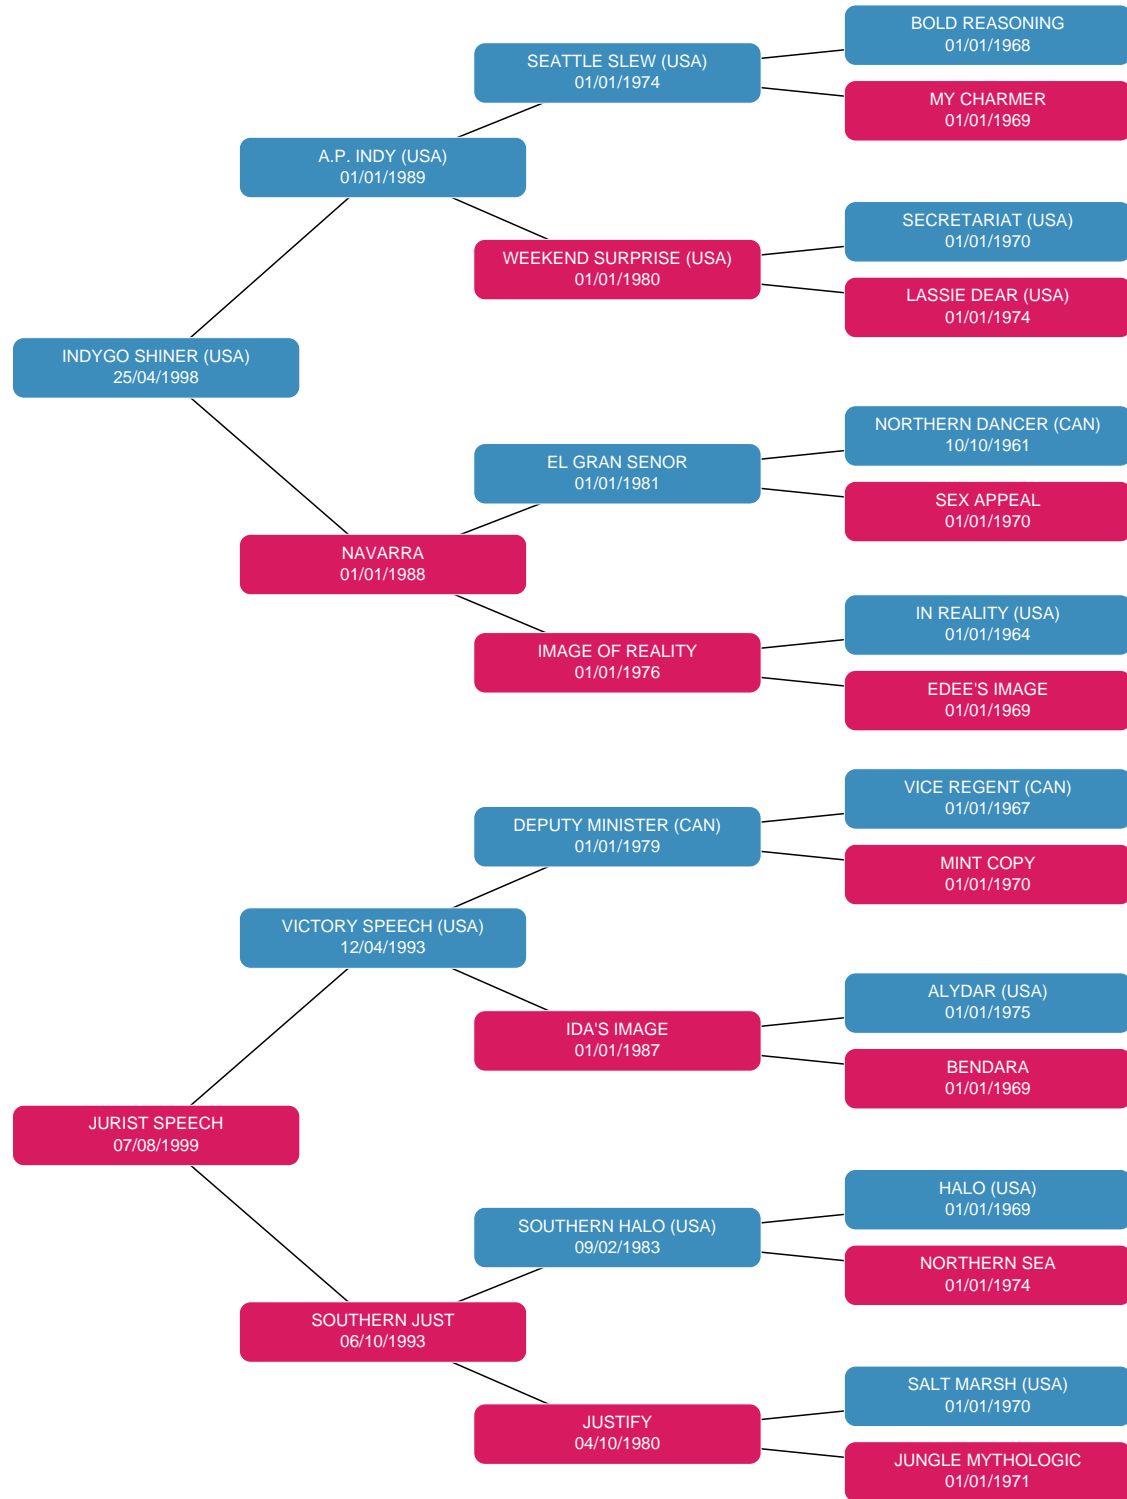 BOLD REASONING
01/01/1968
SEATTLE SLEW (USA)
01/01/1974
MY CHARMER
01/01/1969
A.P. INDY (USA)
01/01/1989
SECRETARIAT (USA)
01/01/1970
WEEKEND SURPRISE (USA)
01/01/1980
LASSIE DEAR (USA)
01/01/1974
INDYGO SHINER (USA)
25/04/1998
NORTHERN DANCER (CAN)
10/10/1961
EL GRAN SENOR
01/01/1981
SEX APPEAL
01/01/1970
NAVARRA
01/01/1988
IN REALITY (USA)
01/01/1964
IMAGE OF REALITY
01/01/1976
EDEE'S IMAGE
01/01/1969
VICE REGENT (CAN)
01/01/1967
DEPUTY MINISTER (CAN)
01/01/1979
MINT COPY
01/01/1970
VICTORY SPEECH (USA)
12/04/1993
ALYDAR (USA)
01/01/1975
IDA'S IMAGE
01/01/1987
BENDARA
01/01/1969
JURIST SPEECH
07/08/1999
HALO (USA)
01/01/1969
SOUTHERN HALO (USA)
09/02/1983
NORTHERN SEA
01/01/1974
SOUTHERN JUST
06/10/1993
SALT MARSH (USA)
01/01/1970
JUSTIFY
04/10/1980
JUNGLE MYTHOLOGIC
01/01/1971